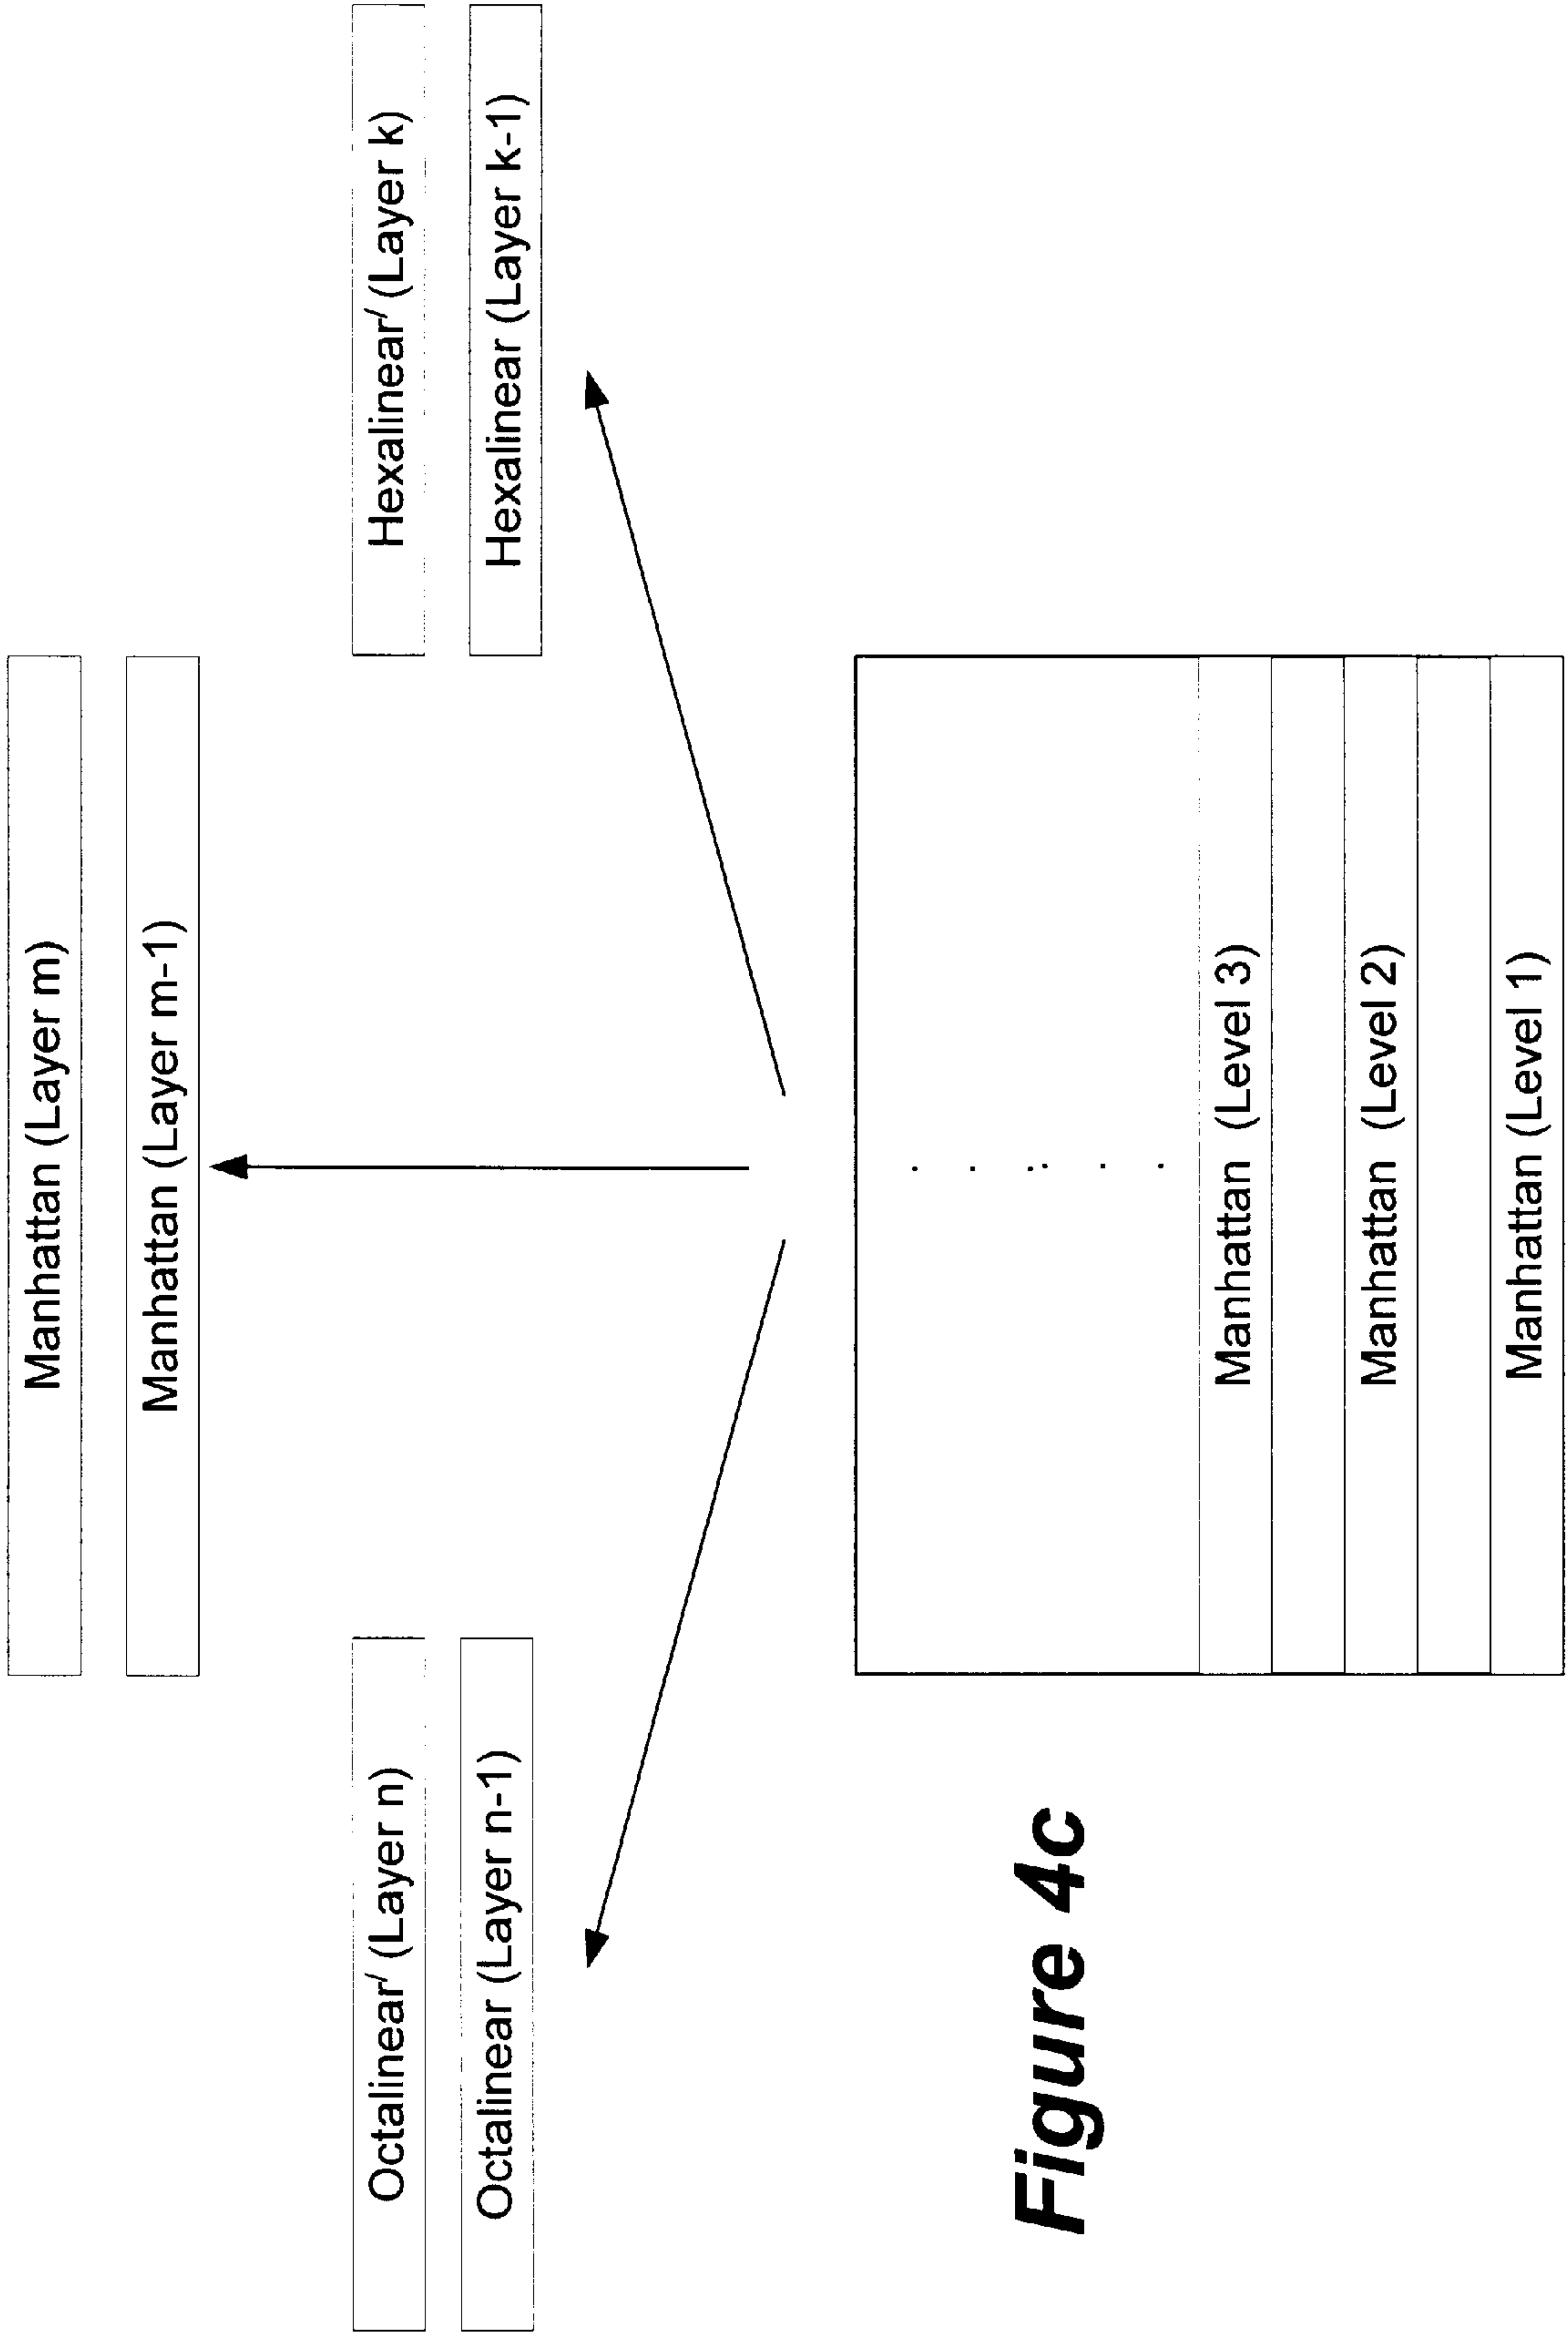 Manhattan (Layer m)
Manhattan (Layer m-1)
Octalinear/ (Layer n)
Hexalinear/ (Layer k)
Octalinear (Layer n-1)
Hexalinear (Layer k-1)
Manhattan (Level 3)
Manhattan (Level 2)
Manhattan (Level 1)
Figure 4c